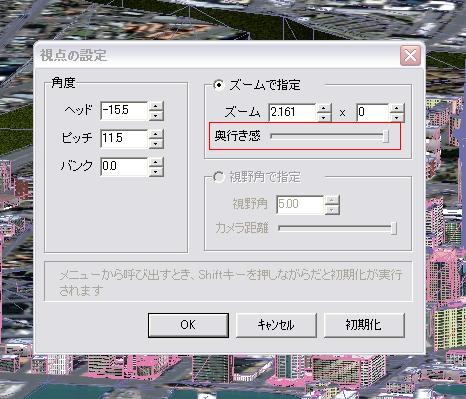 視点の設定
角度
ヘッド -15.5
ピッチ 11.5
バンク 0.0
ズームで指定
ズーム 2.161 x 0
奥行き感
視野角で指定
視野角 5.00
カメラ距離
メニューから呼び出すとき、Shiftキーを押しながらだと初期化が実行
されます
OK キャンセル 初期化